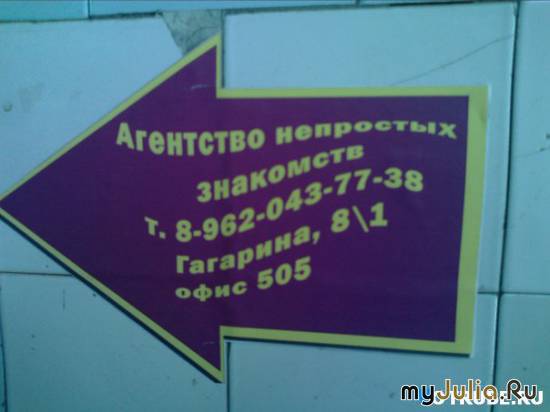 Агентство непростых
знакомств
т. 8-962-043-77-38
Гагарина, 8\1
офис 505
myJulia.Ru